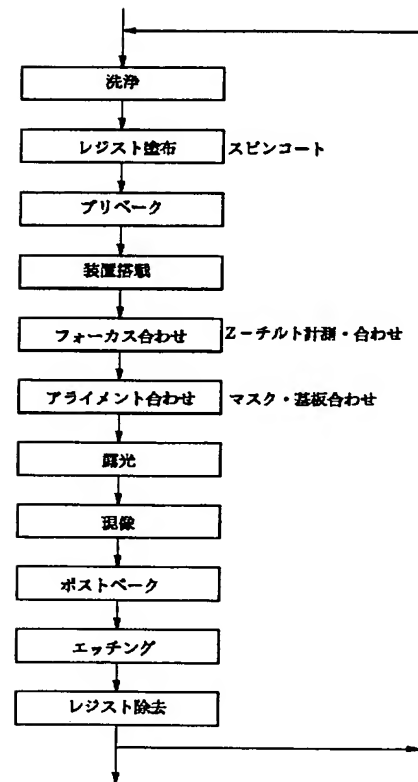 洗浄
レジスト塗布 スピンコート
プリベーク
装置搭載
フォーカス合わせ Z-チルト計測・合わせ
アライメント合わせ マスク・基板合わせ
露光
現像
ポストベーク
エッチング
レジスト除去